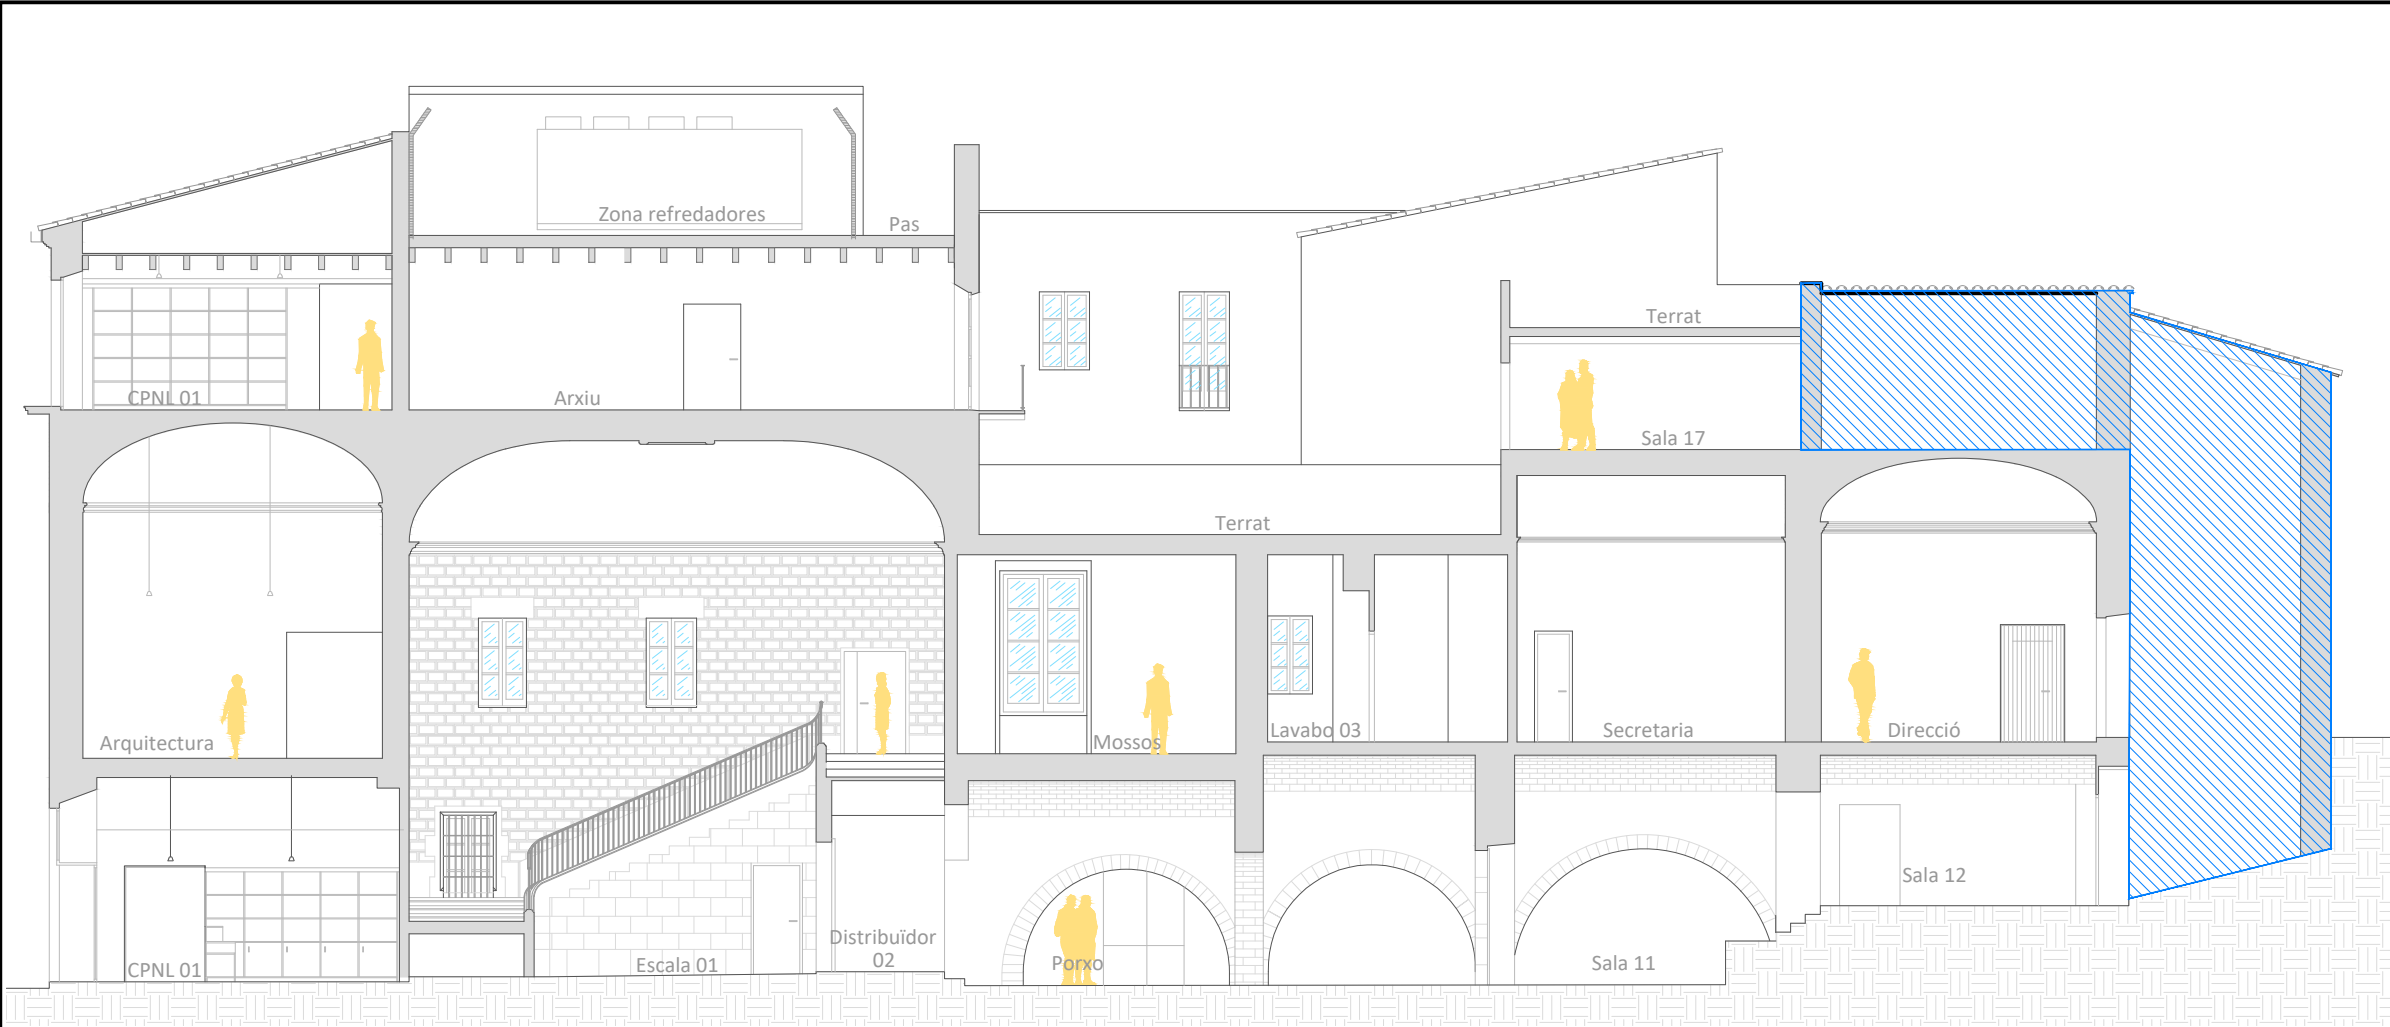 Zona refredadores
Pas
Terrat
CPNL 01
Arxiu
Sala 17
Terrat
Arquitectura
Mossos
Lavabo 03
Secretaria
Direcció
Sala 12
Distribuïdor
02
CPNL 01
Escala 01
Porxo
Sala 11